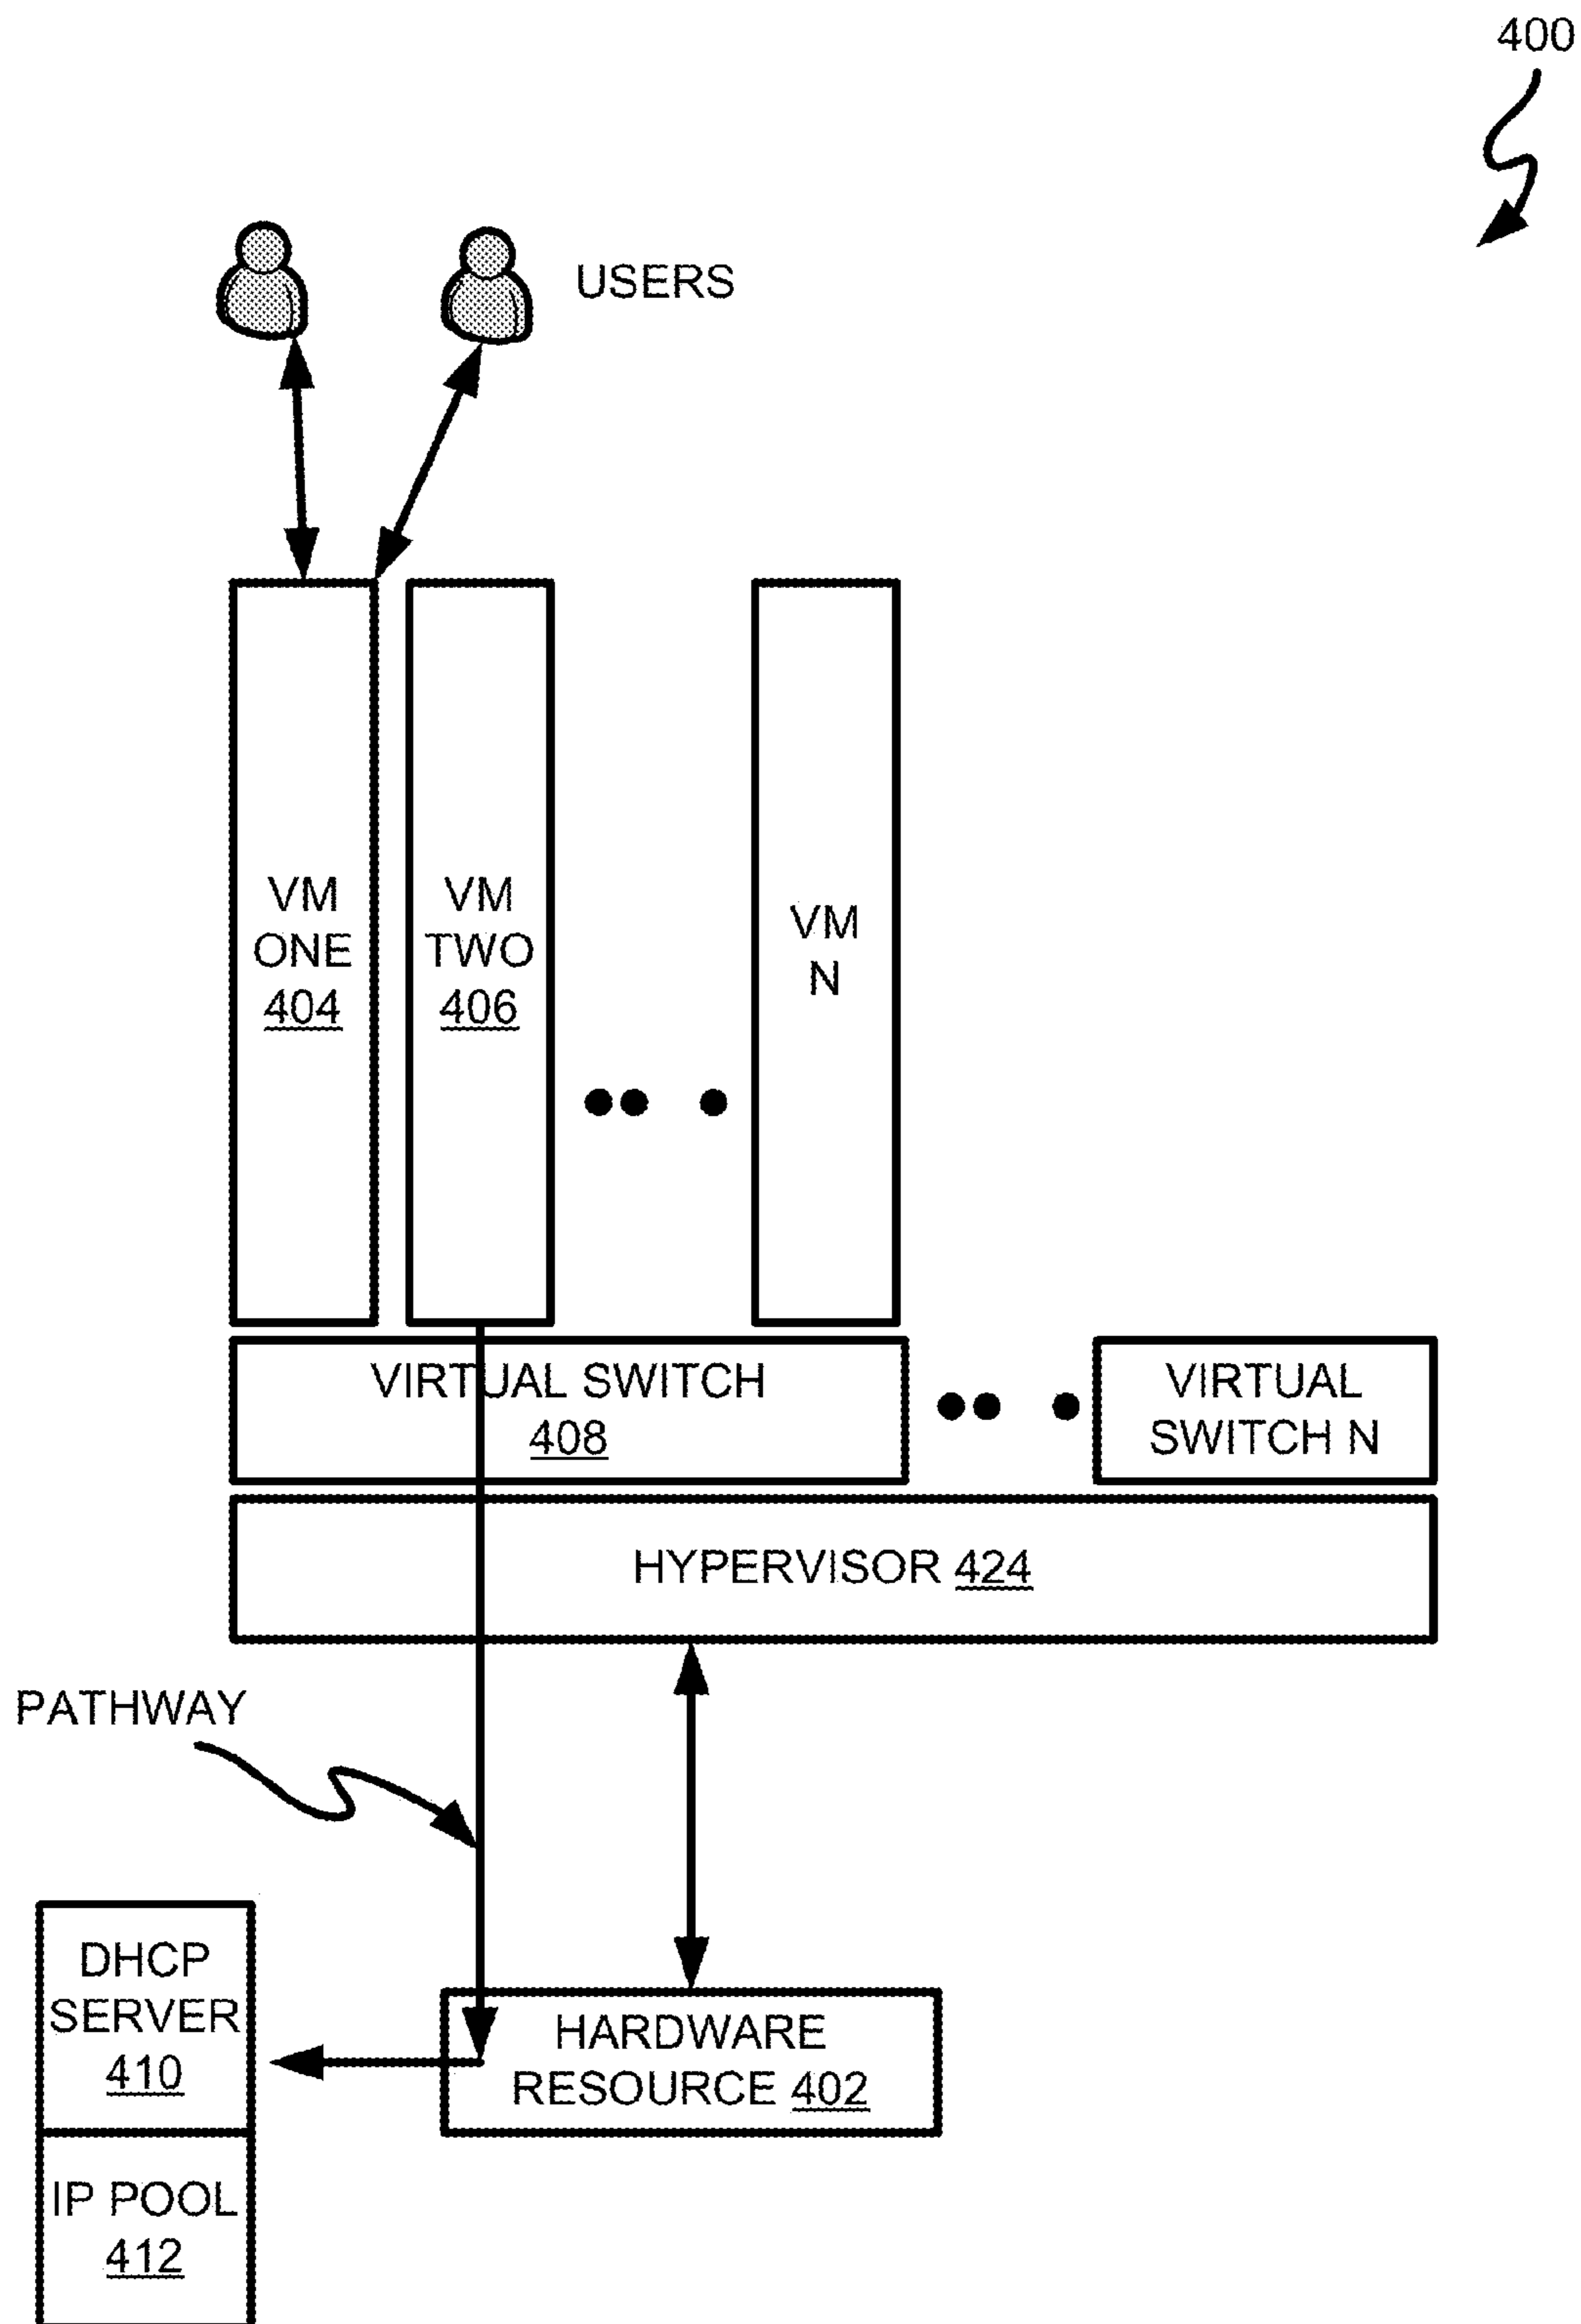 400
USERS
VM
ONE
404
VM
TWO
406
VM
N
VIRTUAL SWITCH
408
VIRTUAL
SWITCH N
HYPERVISOR 424
PATHWAY
DHCP
SERVER
410
HARDWARE
RESOURCE 402
IP POOL
412